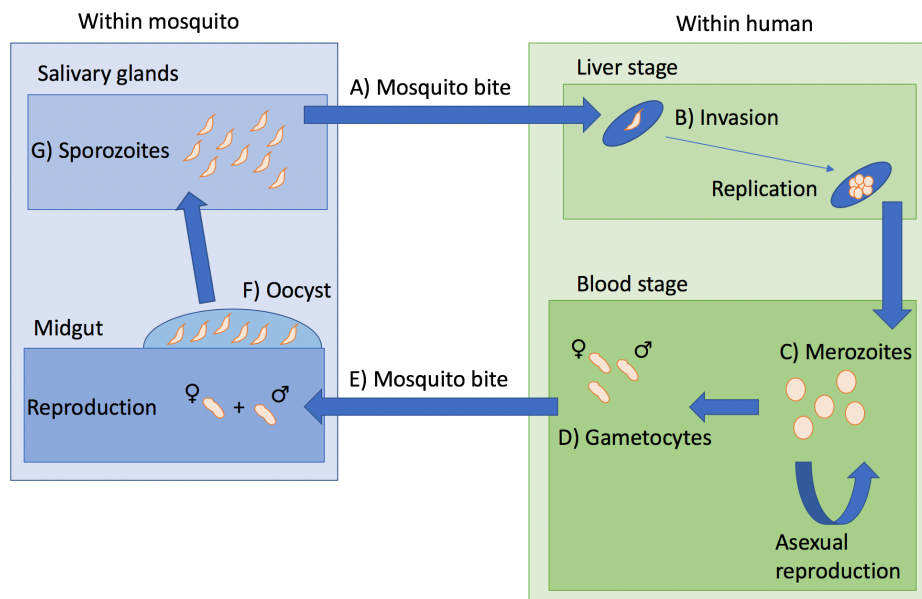 Within mosquito
Salivary glands
G) Sporozoites
F) Oocyst
Midgut
Reproduction
♀
+
♂
A) Mosquito bite
E) Mosquito bite
Within human
Liver stage
B) Invasion
Replication
Blood stage
♀
♂
C) Merozoites
D) Gametocytes
Asexual
reproduction